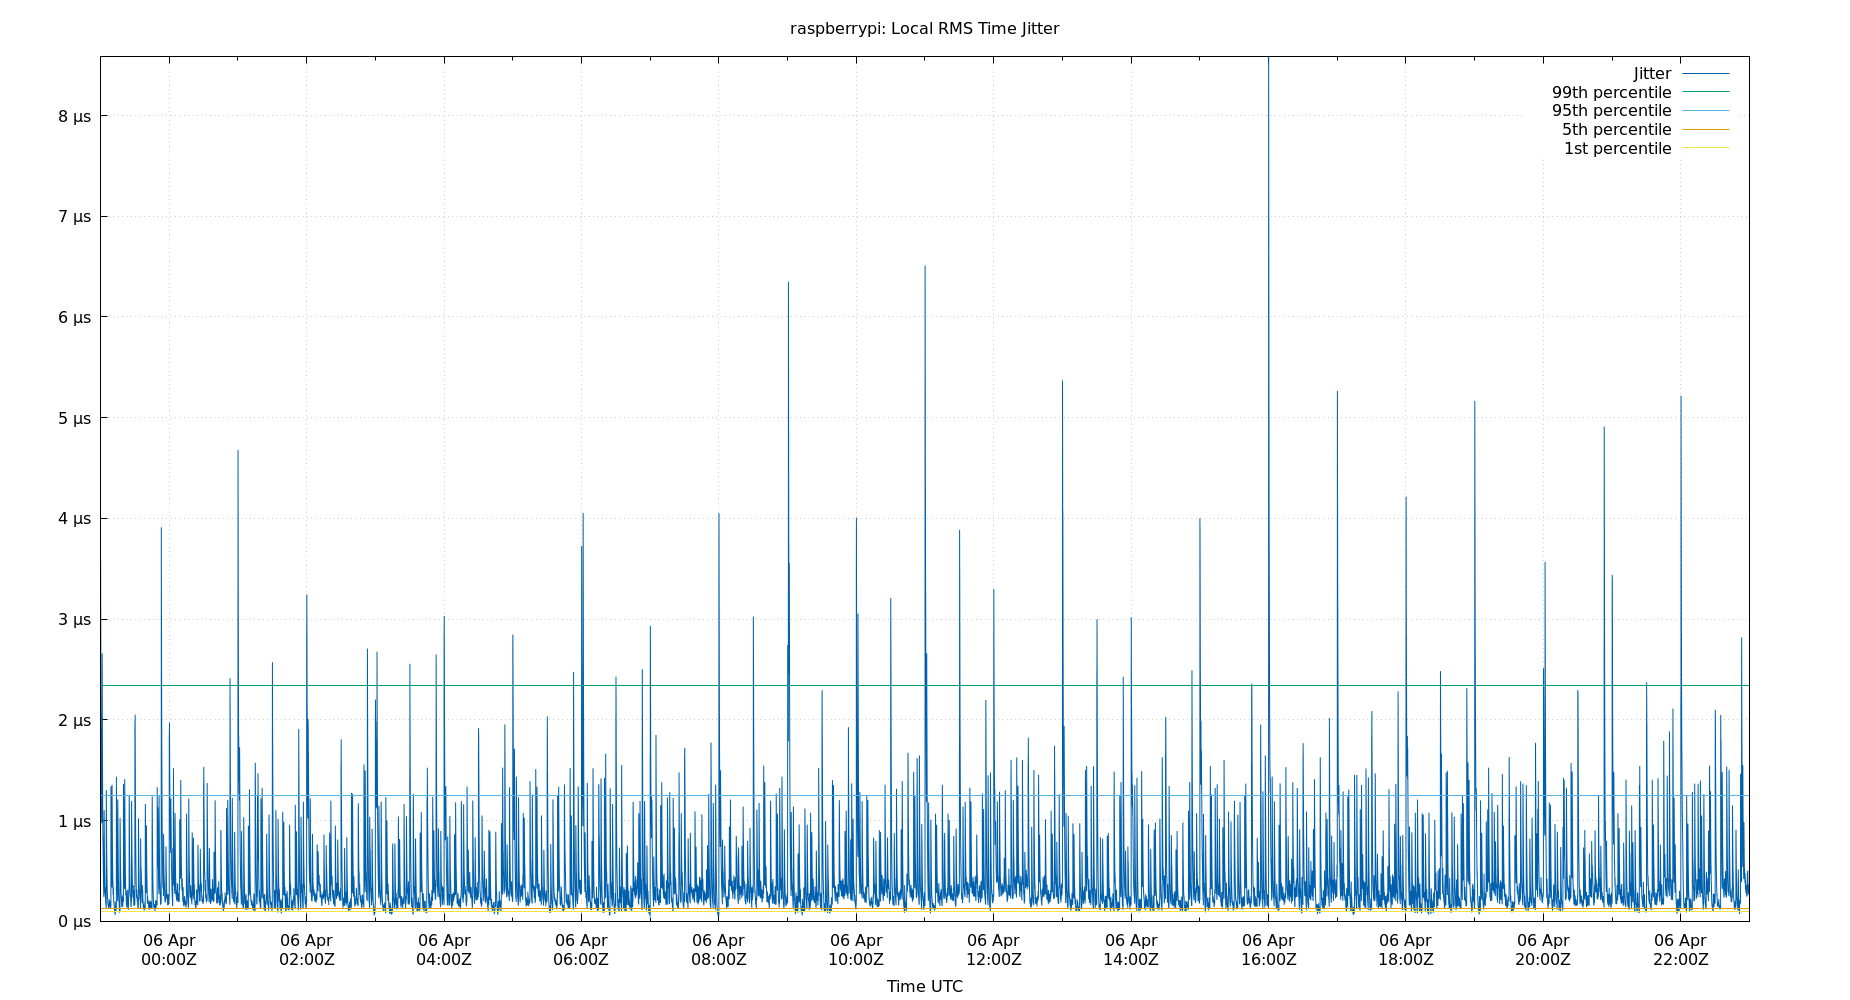 raspberrypi: Local RMS Time Jitter
Jitter
99th percentile
95th percentile
5th percentile
1st percentile
8 µs
7 µs
6 µs
5 µs
4 µs
3 µs
2 µs
1 µs
0 µs
06 Apr 06 Apr 06 Apr 06 Apr 06 Apr 06 Apr 06 Apr 06 Apr 06 Apr 06 Apr 06 Apr 06 Apr
00:00Z 02:00Z 04:00Z 06:00Z 08:00Z 10:00Z 12:00Z 14:00Z 16:00Z 18:00Z 20:00Z 22:00Z
Time UTC